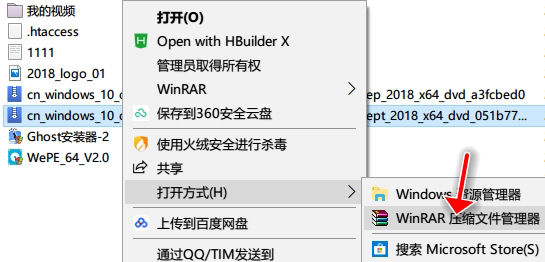 我的视频
.htaccess
1111
2018_logo_01
cn_windows_10_c
ep_2018_x64_dvd_a3fcbed0
cn_windows_10_c
ept_2018_x64_dvd_051b77...
Ghost安装器-2
WePE_64_V2.0
打开(O)
Open with HBuilder X
管理员取得所有权
WinRAR
保存到360安全云盘
使用火绒安全进行杀毒
共享
打开方式(H)
上传到百度网盘
通过QQ/TIM发送到
Windows 资源管理器
WinRAR 压缩文件管理器
搜索 Microsoft Store(S)